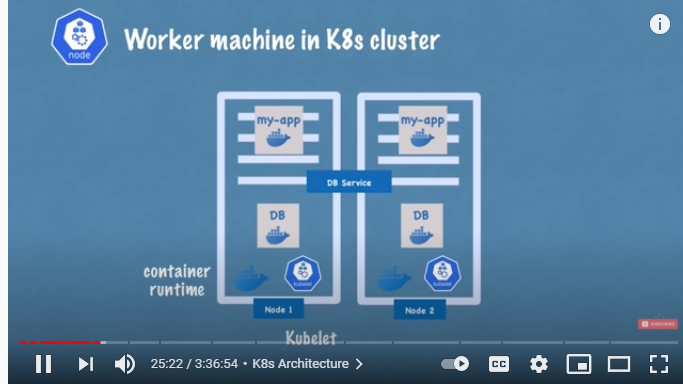 node
Worker machine in K8s cluster
my-app
my-app
DB Service
DB
DB
container
runtime
kubelet
kubelet
Node 1
Node 2
Kubelet
SUBSCRIBE
25:22 / 3:36:54 • K8s Architecture
CC